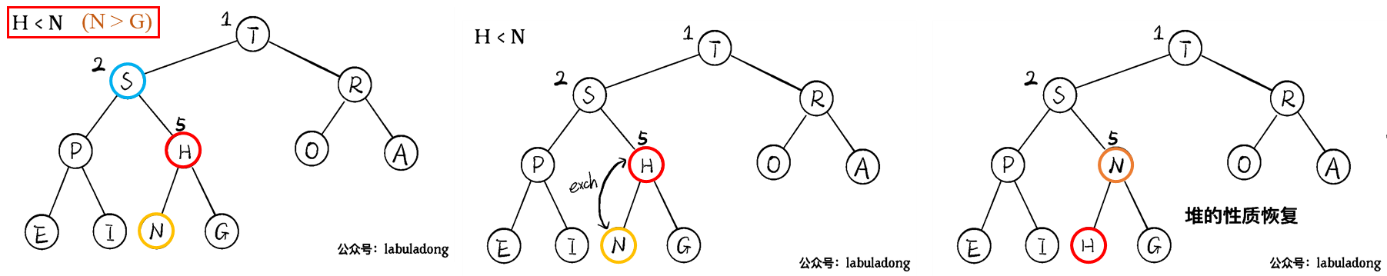 H < N (N > G)
1
T
2
S
R
5
P
H
O
A
E
I
N
G
公众号: labuladong
H < N
1
T
2
S
R
5
P
H
O
A
exch
E
I
N
G
公众号: labuladong
1
T
2
S
R
5
P
N
O
A
堆的性质恢复
E
I
H
G
公众号: labuladong